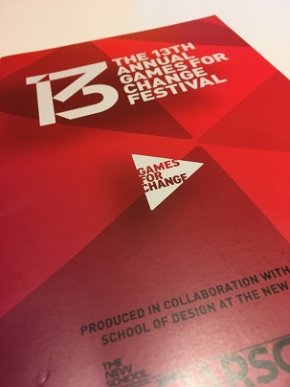 13
THE 13TH
ANNUAL
GAMES FOR
CHANGE
FESTIVAL
GAMES
FOR
CHANGE
PRODUCED IN COLLABORATION WITH
SCHOOL OF DESIGN AT THE NEW
THE
NEW
SCHOOL